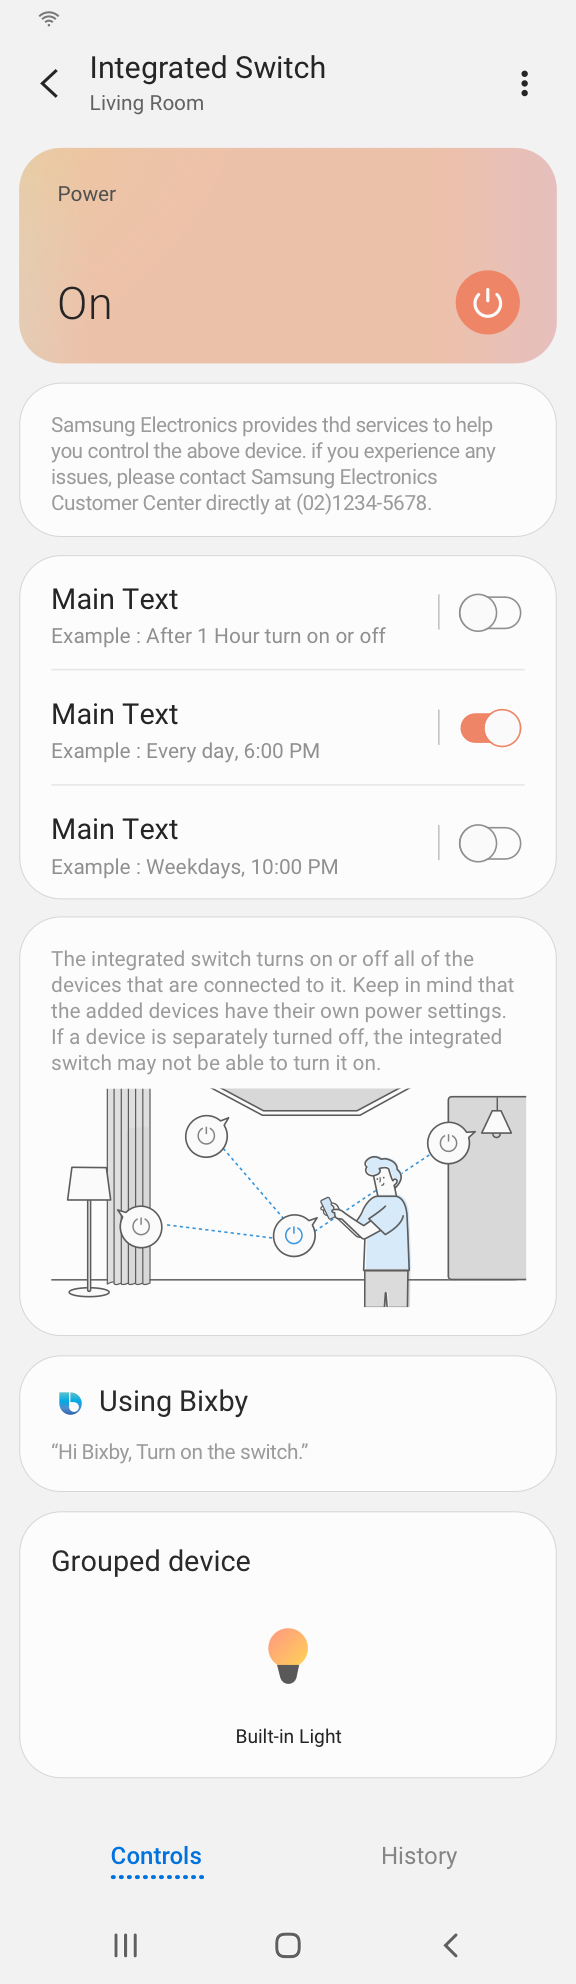 Integrated Switch
Living Room
Power
On
Samsung Electronics provides thd services to help
you control the above device. if you experience any
issues, please contact Samsung Electronics
Customer Center directly at (02)1234-5678.
Main Text
Example : After 1 Hour turn on or off
Main Text
Example : Every day, 6:00 PM
Main Text
Example : Weekdays, 10:00 PM
The integrated switch turns on or off all of the
devices that are connected to it. Keep in mind that
the added devices have their own power settings.
If a device is separately turned off, the integrated
switch may not be able to turn it on.
Using Bixby
“Hi Bixby, Turn on the switch.”
Grouped device
Built-in Light
Controls
History